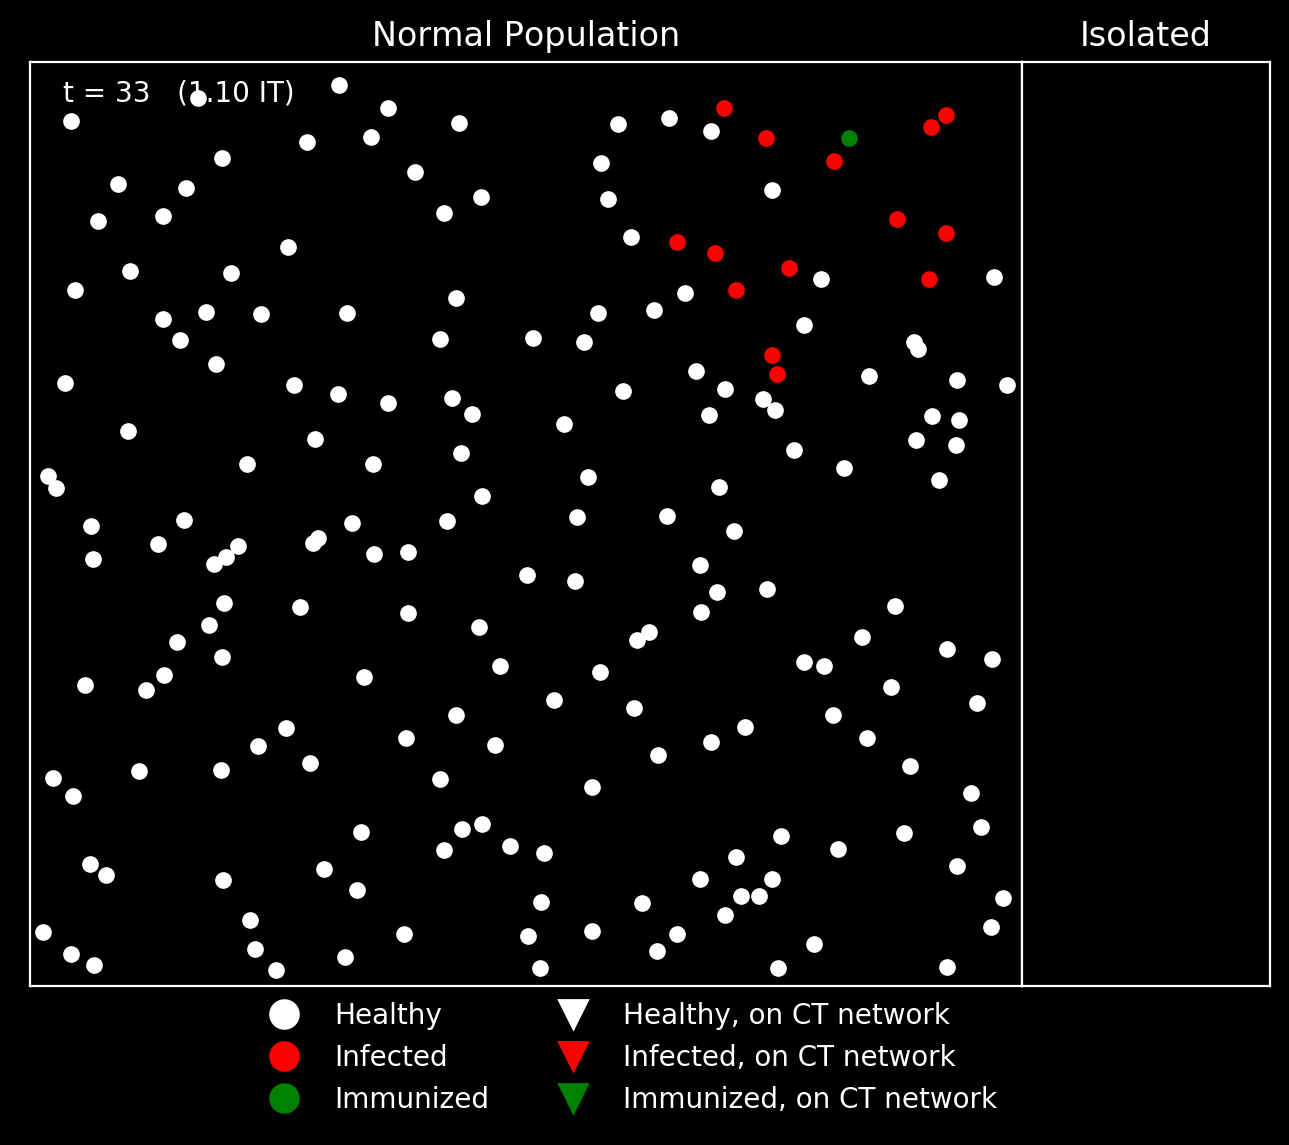 Normal Population
Isolated
t = 33 (1.10 IT)
Healthy
Infected
Immunized
Healthy, on CT network
Infected, on CT network
Immunized, on CT network